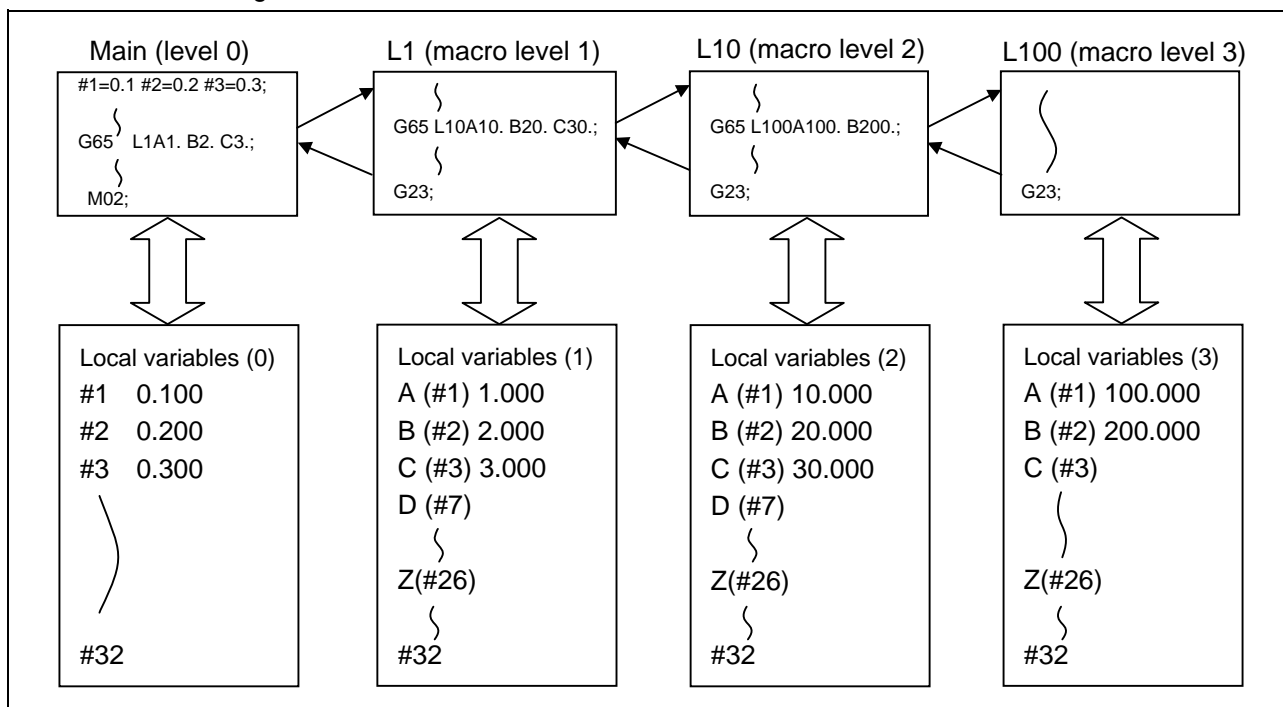 Main (level 0)
#1=0.1 #2=0.2 #3=0.3;
G65 L1A1. B2. C3.;
M02;
L1 (macro level 1)
G65 L10A10. B20. C30.;
G23;
L10 (macro level 2)
G65 L100A100. B200.;
G23;
L100 (macro level 3)
G23;
Local variables (0)
#1 0.100
#2 0.200
#3 0.300
#32
Local variables (1)
A (#1) 1.000
B (#2) 2.000
C (#3) 3.000
D (#7)
Z(#26)
#32
Local variables (2)
A (#1) 10.000
B (#2) 20.000
C (#3) 30.000
D (#7)
Z(#26)
#32
Local variables (3)
A (#1) 100.000
B (#2) 200.000
C (#3)
Z(#26)
#32